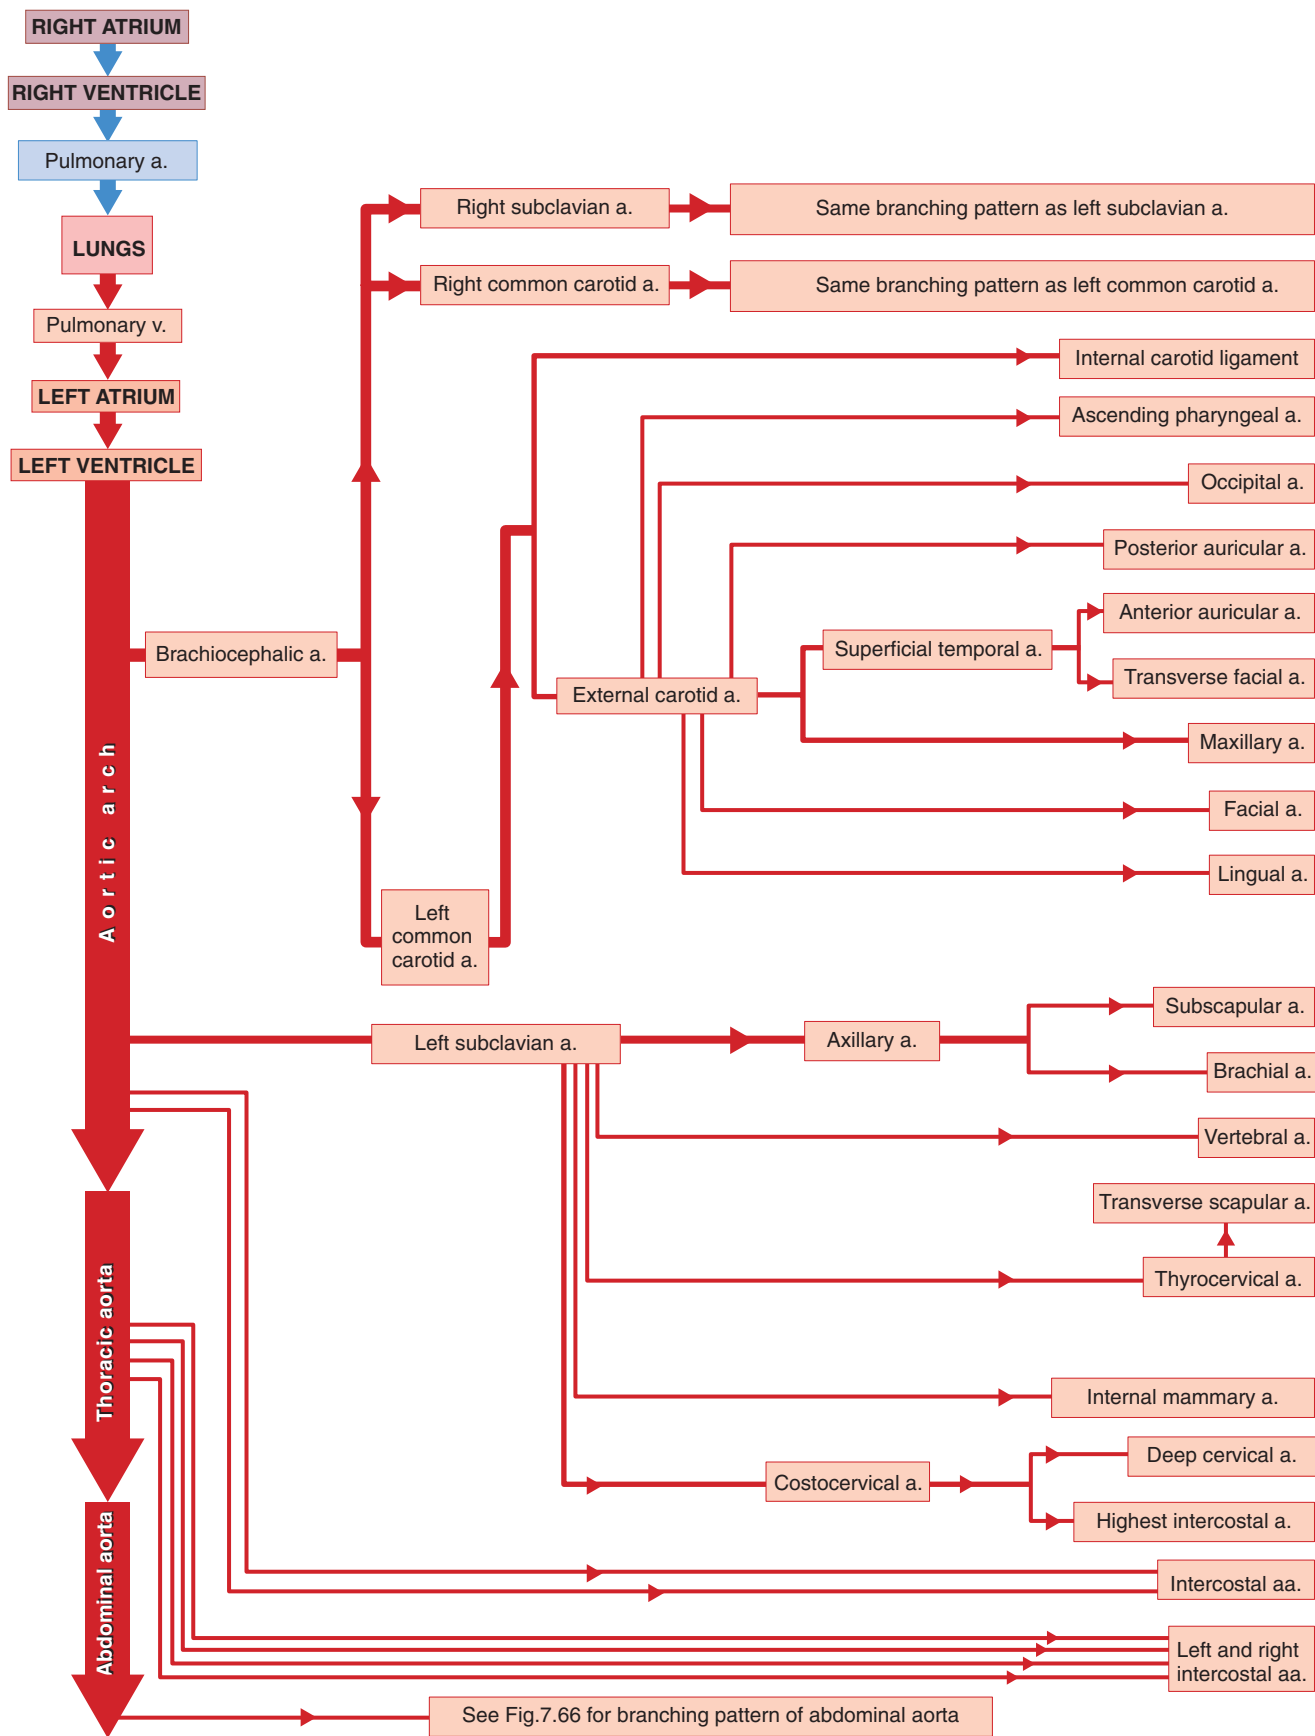 RIGHT ATRIUM
RIGHT VENTRICLE
Pulmonary a.
LUNGS
Pulmonary v.
LEFT ATRIUM
LEFT VENTRICLE
Aortic arch
Thoracic aorta
Abdominal aorta
Brachiocephalic a.
Right subclavian a.
Same branching pattern as left subclavian a.
Right common carotid a.
Same branching pattern as left common carotid a.
Left
common
carotid a.
Internal carotid ligament
External carotid a.
Ascending pharyngeal a.
Occipital a.
Posterior auricular a.
Superficial temporal a.
Anterior auricular a.
Transverse facial a.
Maxillary a.
Facial a.
Lingual a.
Left subclavian a.
Axillary a.
Subscapular a.
Brachial a.
Vertebral a.
Transverse scapular a.
Thyrocervical a.
Internal mammary a.
Costocervical a.
Deep cervical a.
Highest intercostal a.
Intercostal aa.
Left and right
intercostal aa.
See Fig.7.66 for branching pattern of abdominal aorta